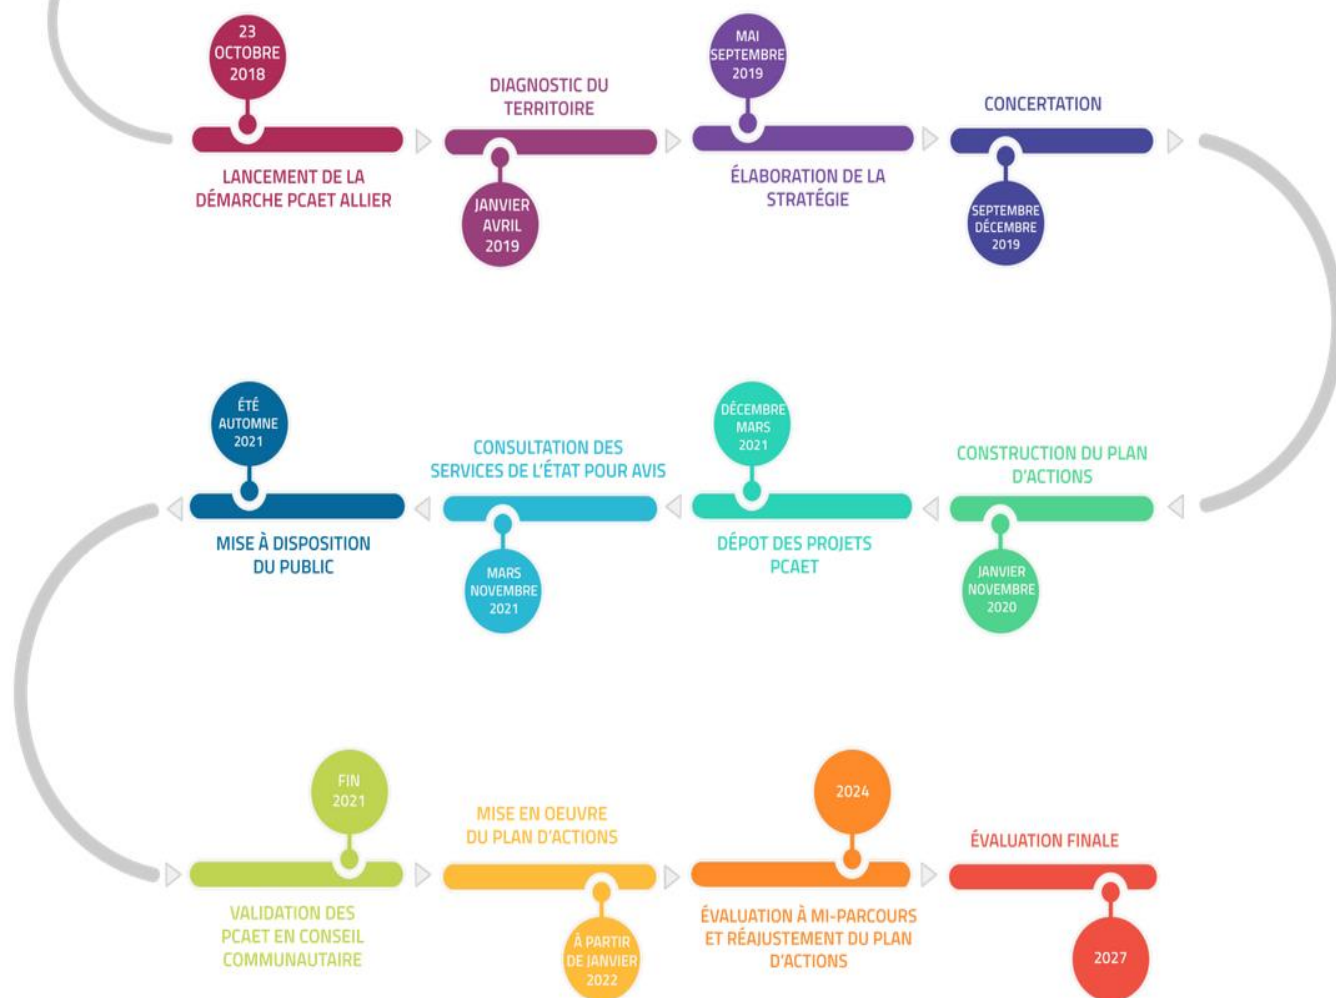 23
OCTOBRE
2018
LANCEMENT DE LA
DÉMARCHE PCAET ALLIER
DIAGNOSTIC DU
TERRITOIRE
JANVIER
AVRIL
2019
MAI
SEPTEMBRE
2019
ÉLABORATION DE LA
STRATÉGIE
CONCERTATION
SEPTEMBRE
DÉCEMBRE
2019
CONSTRUCTION DU PLAN
D'ACTIONS
JANVIER
NOVEMBRE
2020
DÉCEMBRE
MARS
2021
DÉPOT DES PROJETS
PCAET
CONSULTATION DES
SERVICES DE L'ÉTAT POUR AVIS
MARS
NOVEMBRE
2021
ÉTÉ
AUTOMNE
2021
MISE À DISPOSITION
DU PUBLIC
FIN
2021
VALIDATION DES
PCAET EN CONSEIL
COMMUNAUTAIRE
MISE EN OEUVRE
DU PLAN D'ACTIONS
À PARTIR
DE JANVIER
2022
2024
ÉVALUATION À MI-PARCOURS
ET RÉAJUSTEMENT DU PLAN
D'ACTIONS
ÉVALUATION FINALE
2027